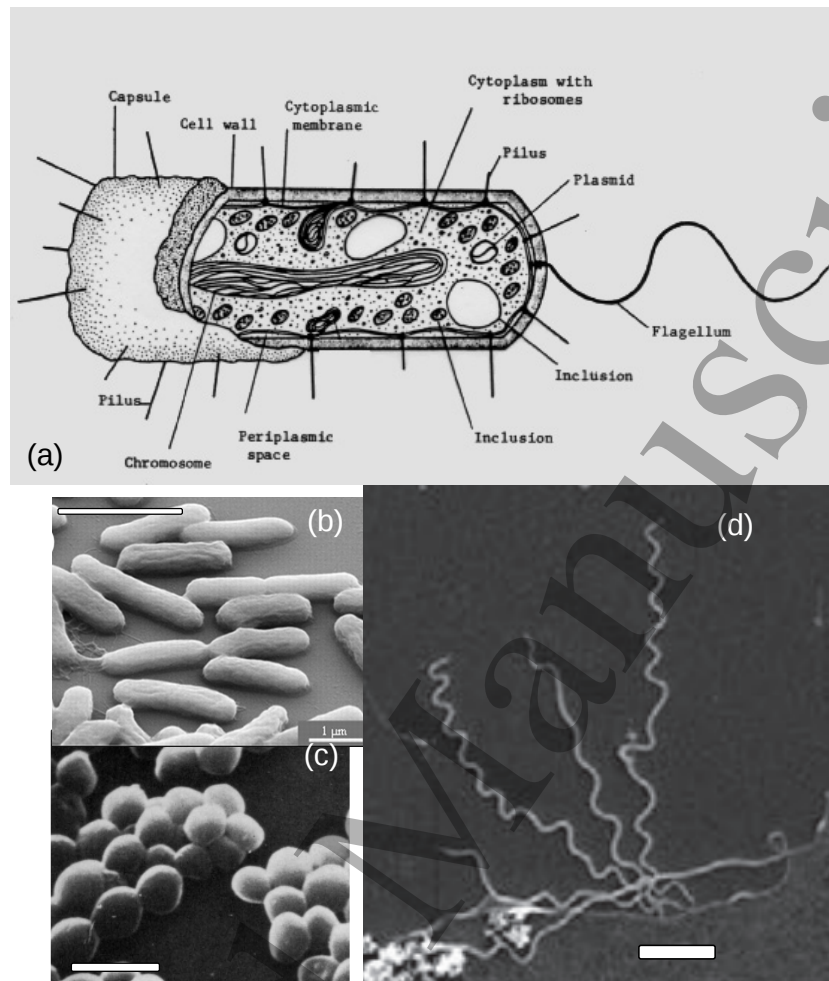 Capsule
Cell wall
Cytoplasmic
membrane
Cytoplasm with
ribosomes
Pilus
Plasmid
Flagellum
Inclusion
Inclusion
Periplasmic
space
Chromosome
Pilus
(a)
(b)
1 µm
(c)
(d)
Manusci